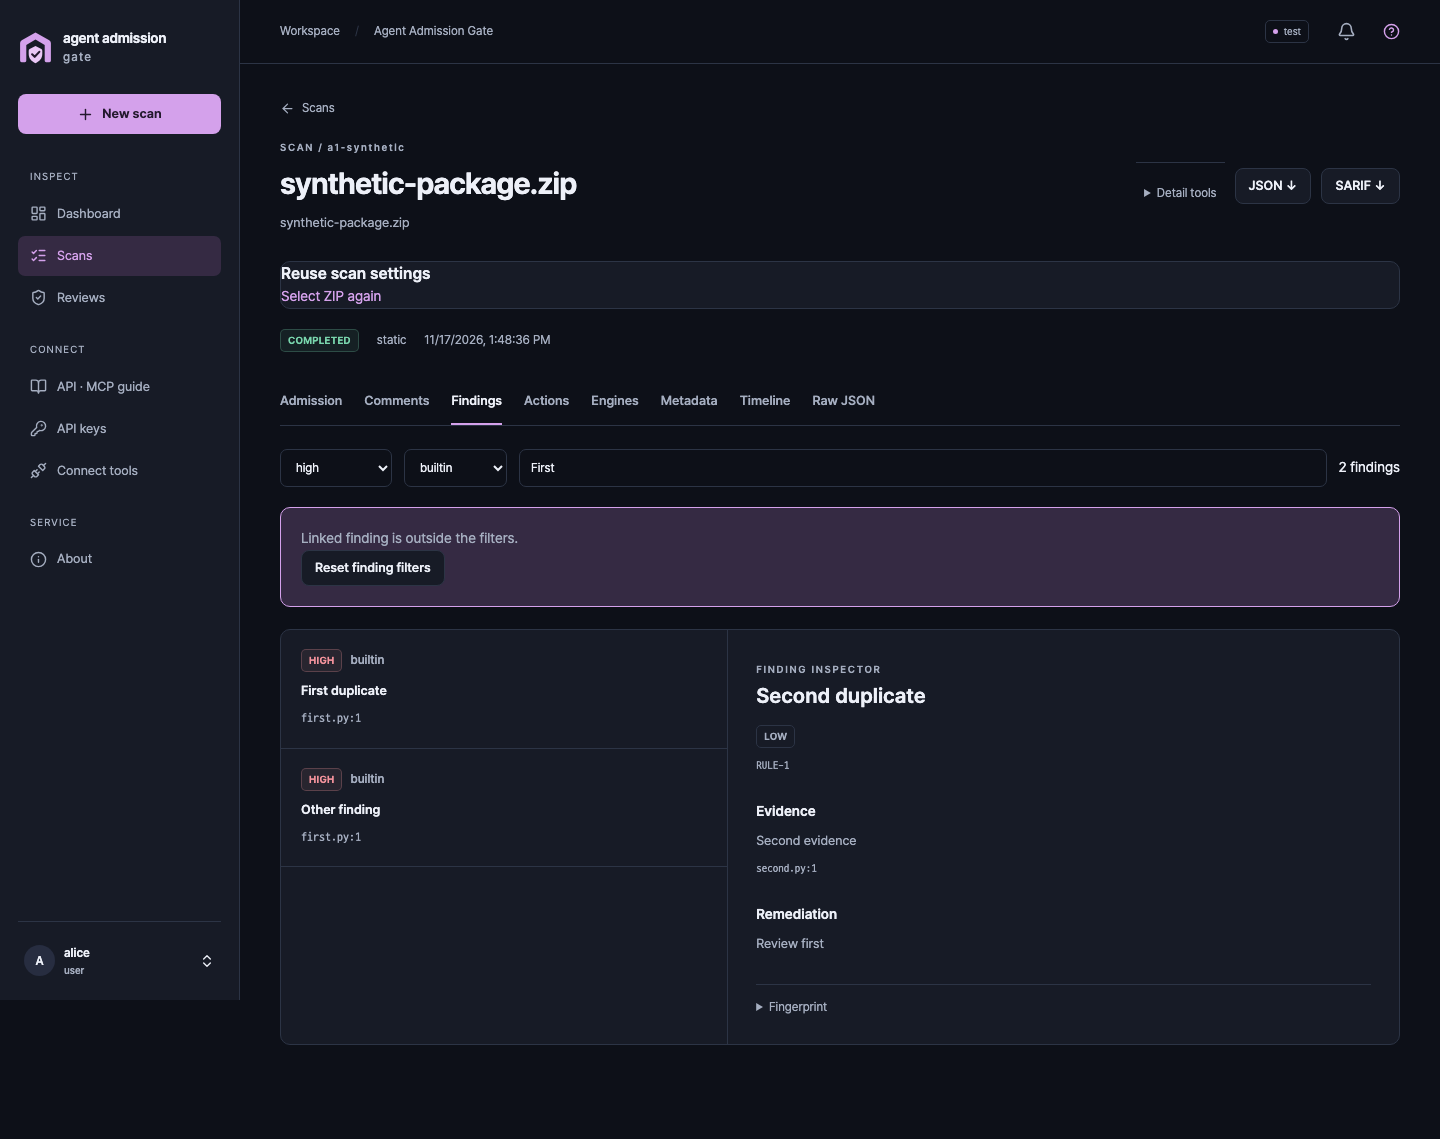 agent admission
gate
New scan
INSPECT
Dashboard
Scans
Reviews
CONNECT
API · MCP guide
API keys
Connect tools
SERVICE
About
A
alice
user
Workspace / Agent Admission Gate
test
Scans
SCAN / a1-synthetic
synthetic-package.zip
synthetic-package.zip
Detail tools
JSON ↓
SARIF ↓
Reuse scan settings
Select ZIP again
COMPLETED static 11/17/2026, 1:48:36 PM
Admission Comments Findings Actions Engines Metadata Timeline Raw JSON
high builtin First 2 findings
Linked finding is outside the filters.
Reset finding filters
HIGH builtin
First duplicate
first.py:1
HIGH builtin
Other finding
first.py:1
FINDING INSPECTOR
Second duplicate
LOW
RULE-1
Evidence
Second evidence
second.py:1
Remediation
Review first
Fingerprint